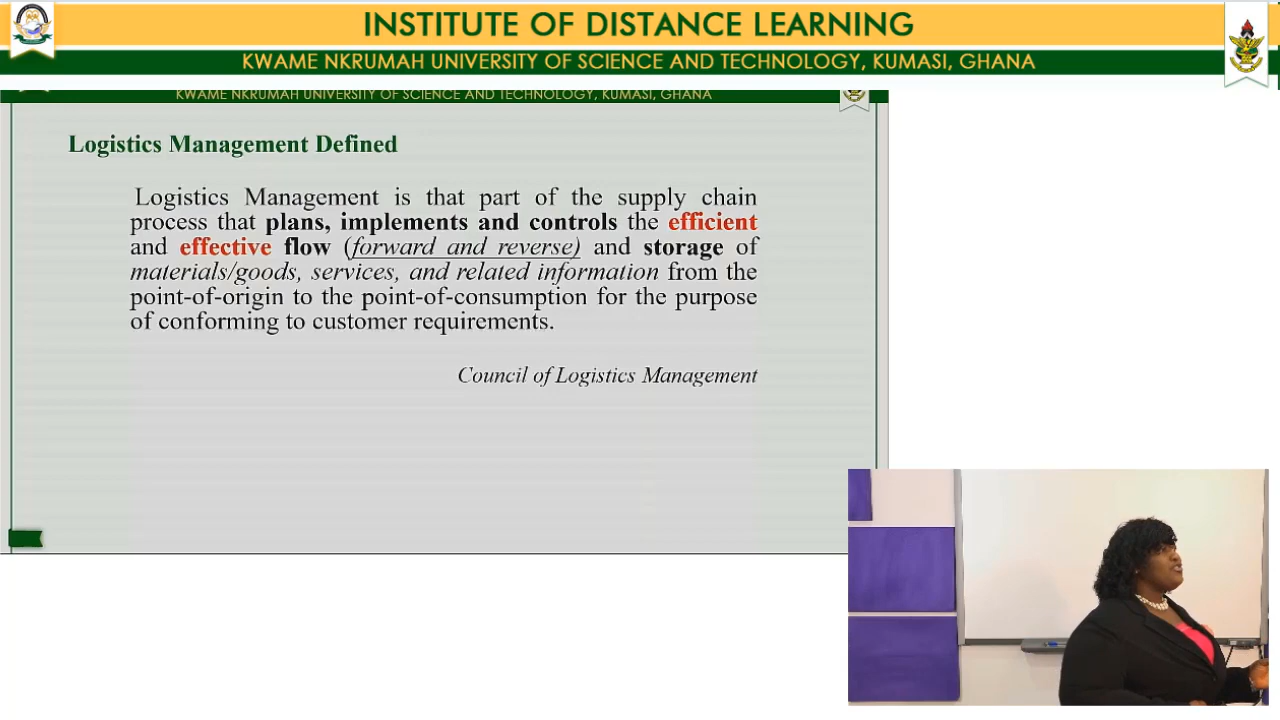 INSTITUTE OF DISTANCE LEARNING
KWAME NKRUMAH UNIVERSITY OF SCIENCE AND TECHNOLOGY, KUMASI, GHANA
KWAME NKRUMAH UNIVERSITY OF SCIENCE AND TECHNOLOGY, KUMASI, GHANA
Logistics Management Defined
Logistics Management is that part of the supply chain
process that plans, implements and controls the efficient
and effective flow (forward and reverse) and storage of
materials/goods, services, and related information from the
point-of-origin to the point-of-consumption for the purpose
of conforming to customer requirements.
Council of Logistics Management